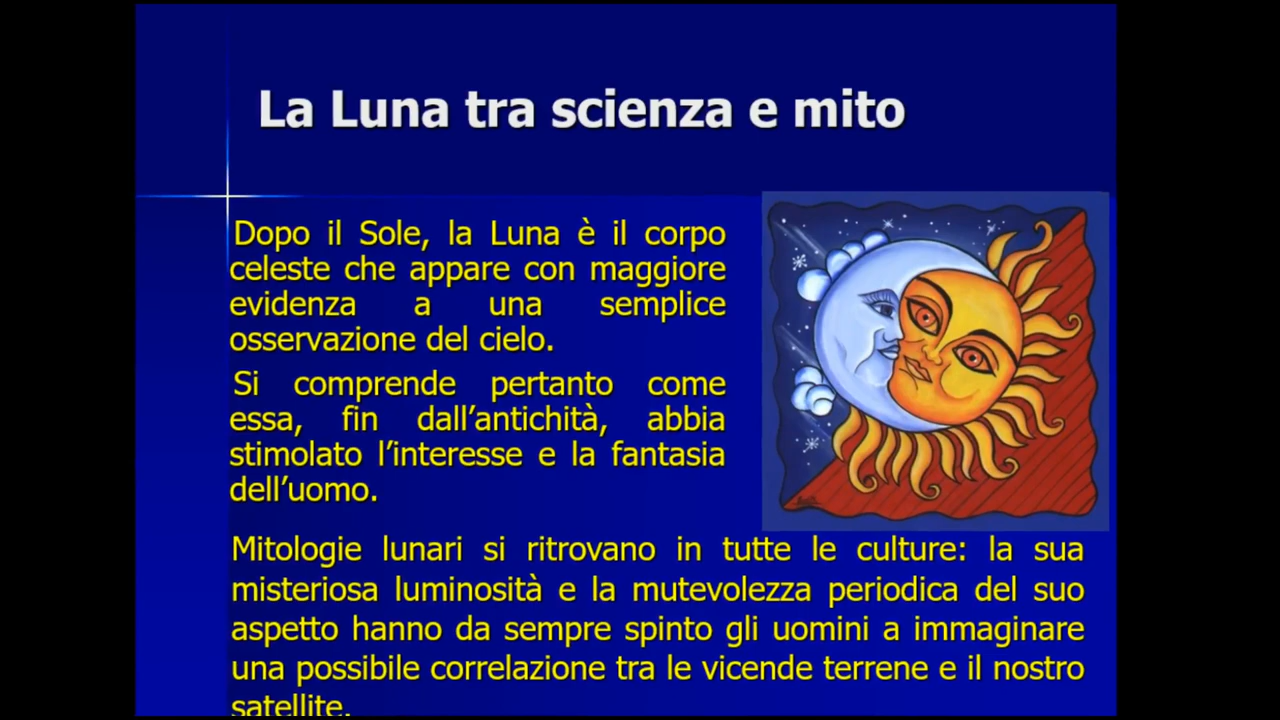 La Luna tra scienza e mito
Dopo il Sole, la Luna è il corpo
celeste che appare con maggiore
evidenza a una semplice
osservazione del cielo.
Si comprende pertanto come
essa, fin dall'antichità, abbia
stimolato l'interesse e la fantasia
dell'uomo.
Mitologie lunari si ritrovano in tutte le culture: la sua
misteriosa luminosità e la mutevolezza periodica del suo
aspetto hanno da sempre spinto gli uomini a immaginare
una possibile correlazione tra le vicende terrene e il nostro
satellite.